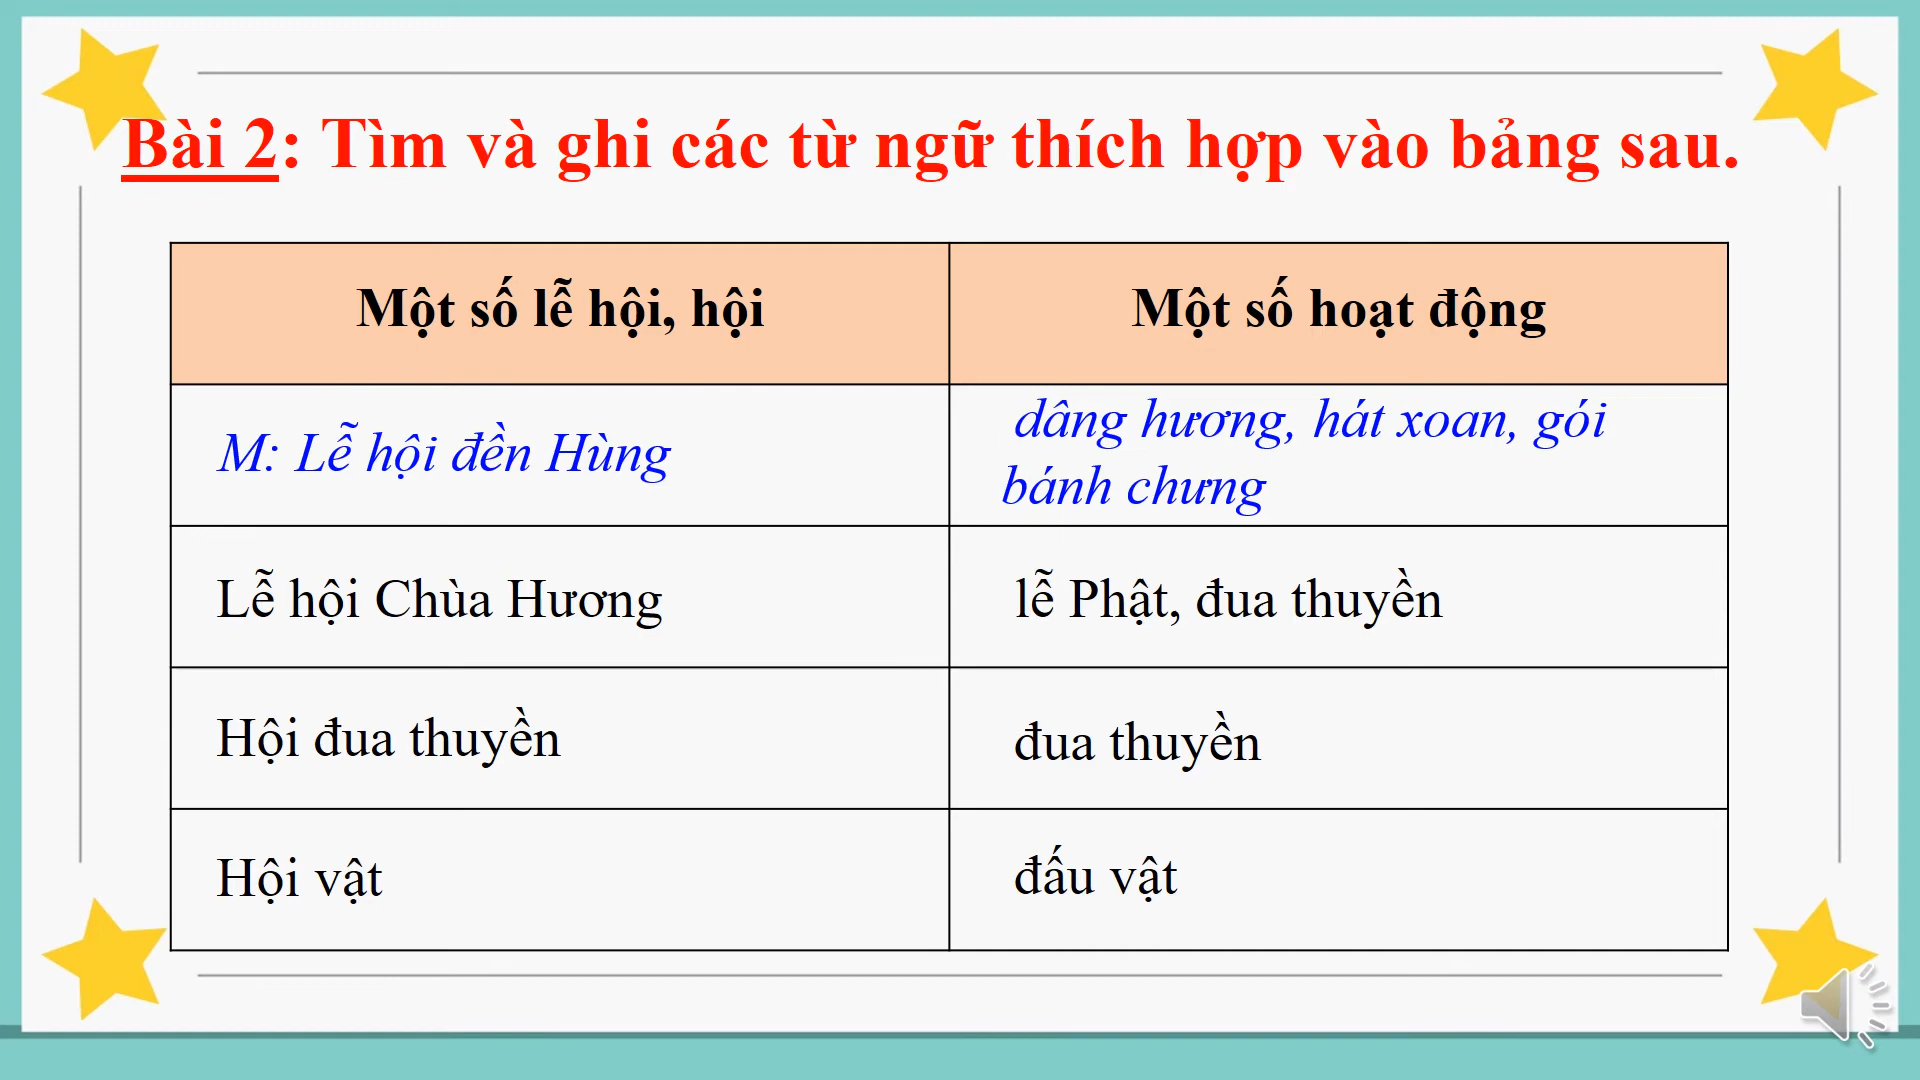 Bài 2: Tìm và ghi các từ ngữ thích hợp vào bảng sau.
Một số lễ hội, hội
Một số hoạt động
M: Lễ hội đền Hùng
dâng hương, hát xoan, gói
bánh chưng
Lễ hội Chùa Hương
lễ Phật, đua thuyền
Hội đua thuyền
đua thuyền
Hội vật
đấu vật